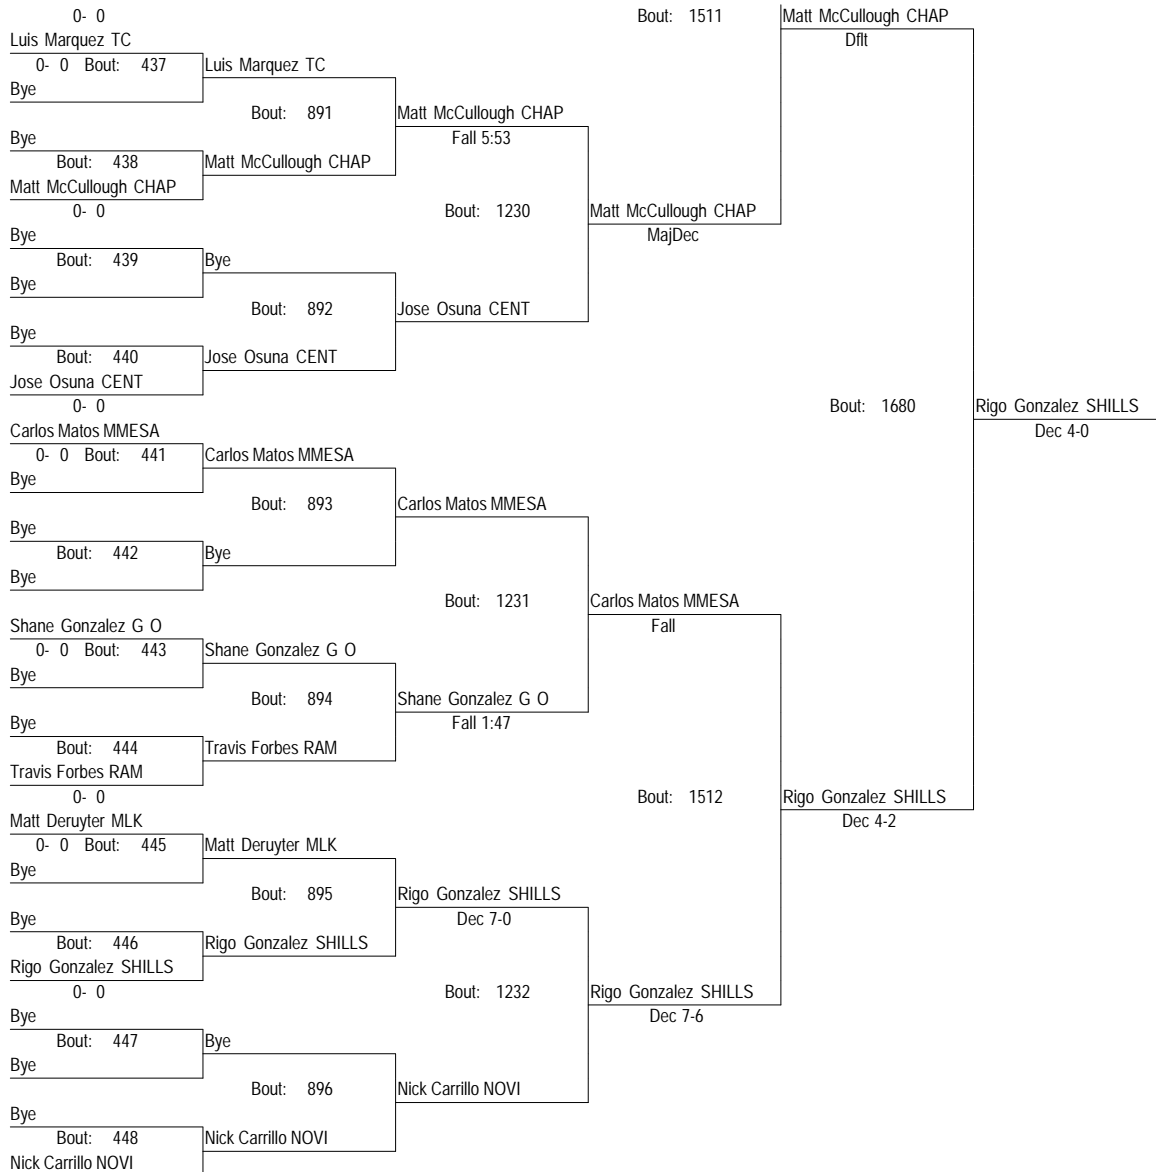 0- 0
Bout: 1511
Matt McCullough CHAP
Luis Marquez TC
Dflt
0- 0 Bout: 437
Luis Marquez TC
Bye
Bout: 891
Matt McCullough CHAP
Bye
Fall 5:53
Bout: 438
Matt McCullough CHAP
Matt McCullough CHAP
0- 0
Bout: 1230
Matt McCullough CHAP
Bye
MajDec
Bout: 439
Bye
Bye
Bout: 892
Jose Osuna CENT
Bye
Bout: 440
Jose Osuna CENT
Jose Osuna CENT
0- 0
Bout: 1680
Rigo Gonzalez SHILLS
Carlos Matos MMESA
Dec 4-0
0- 0 Bout: 441
Carlos Matos MMESA
Bye
Bout: 893
Carlos Matos MMESA
Bye
Bout: 442
Bye
Bye
Bout: 1231
Carlos Matos MMESA
Shane Gonzalez G O
Fall
0- 0 Bout: 443
Shane Gonzalez G O
Bye
Bout: 894
Shane Gonzalez G O
Bye
Fall 1:47
Bout: 444
Travis Forbes RAM
Travis Forbes RAM
0- 0
Bout: 1512
Rigo Gonzalez SHILLS
Matt Deruyter MLK
Dec 4-2
0- 0 Bout: 445
Matt Deruyter MLK
Bye
Bout: 895
Rigo Gonzalez SHILLS
Bye
Dec 7-0
Bout: 446
Rigo Gonzalez SHILLS
Rigo Gonzalez SHILLS
0- 0
Bout: 1232
Rigo Gonzalez SHILLS
Bye
Dec 7-6
Bout: 447
Bye
Bye
Bout: 896
Nick Carrillo NOVI
Bye
Bout: 448
Nick Carrillo NOVI
Nick Carrillo NOVI